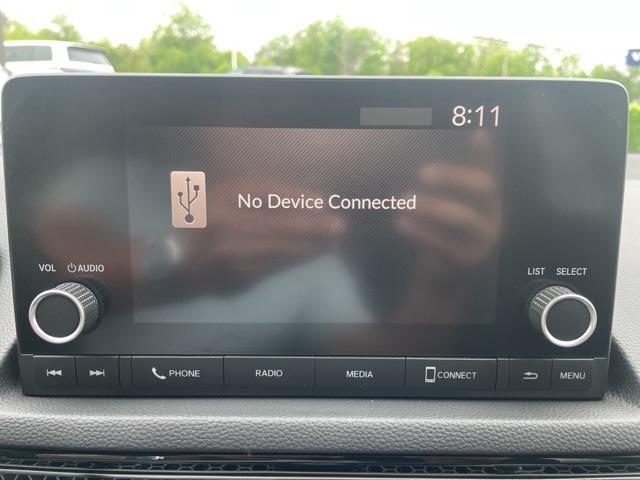 8:11
No Device Connected
VOL AUDIO
LIST SELECT
PHONE RADIO MEDIA CONNECT MENU